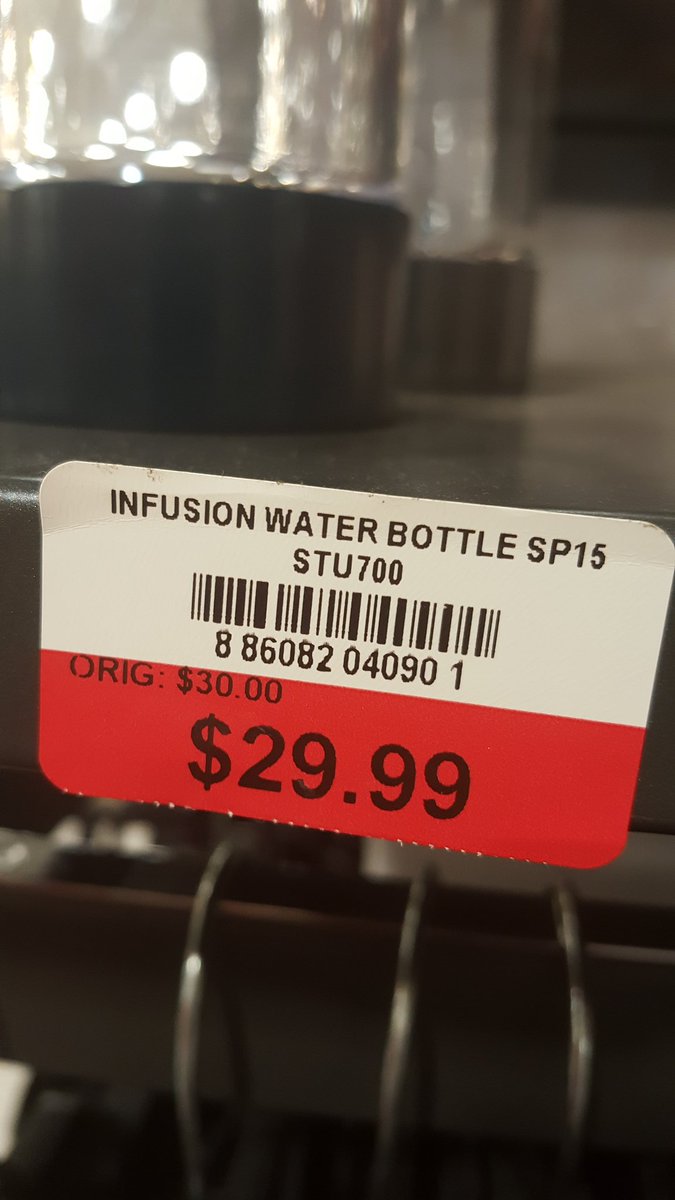 INFUSION WATER BOTTLE SP15
STU700
8 86082 04090 1
ORIG: $30.00
$29.99